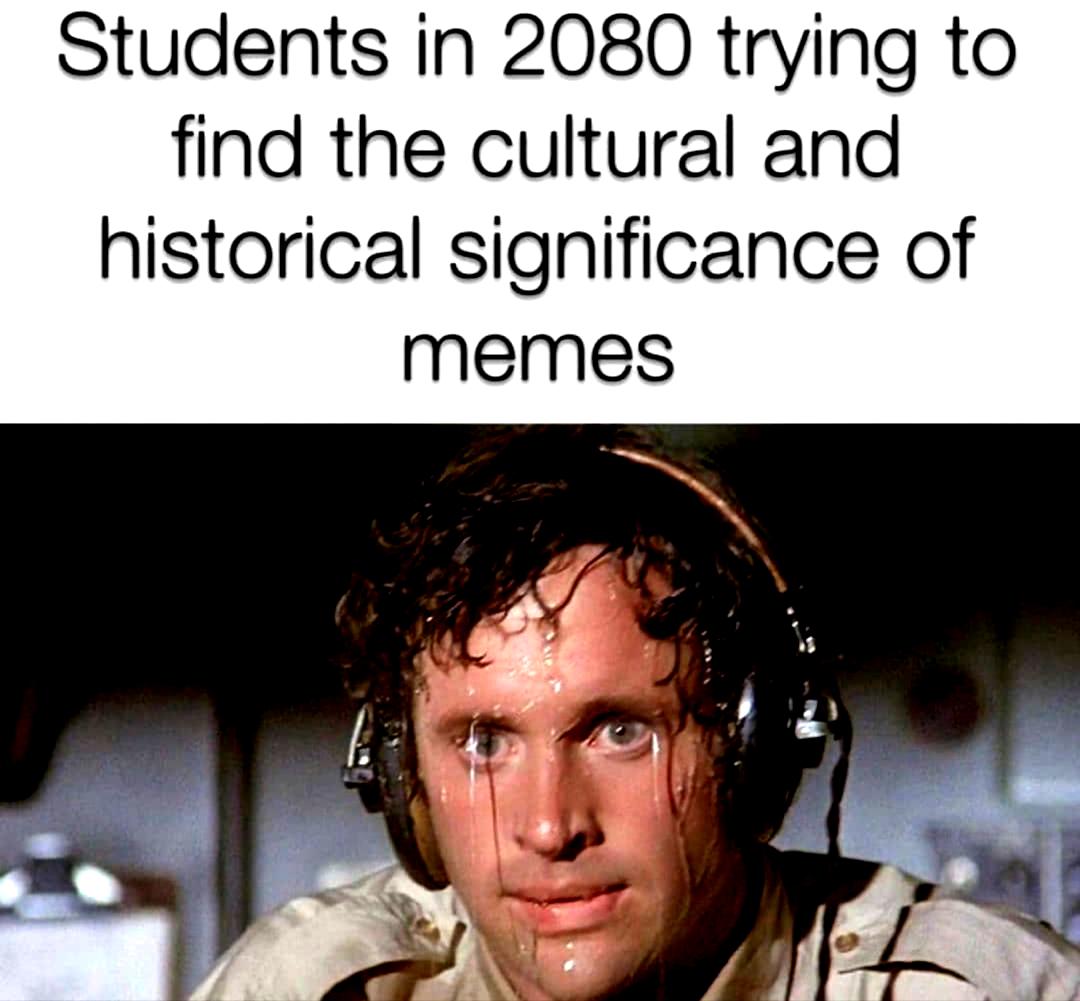 Students in 2080 trying to
find the cultural and
historical significance of
memes